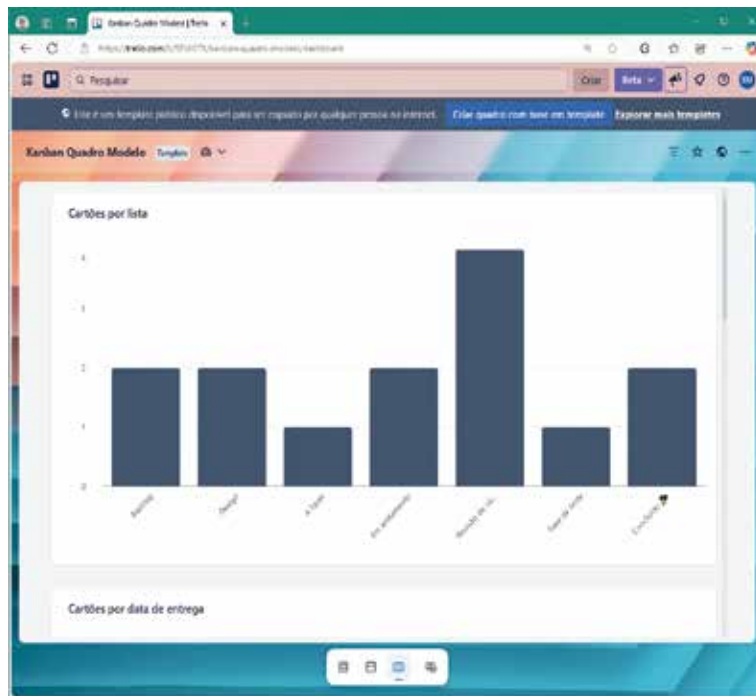 Kanban Quadro Modelo | Trello
Pesquisar
Criar
Beta
Este é um template público disponível para ser copiado por qualquer pessoa na internet.
Criar quadro com base em template
Explorar mais templates
Kanban Quadro Modelo
Template
Cartões por lista
4
3
2
1
0
Backlog
Design
A fazer
Em andamento
Revisão de có...
Fase de teste
Concluído
Cartões por data de entrega